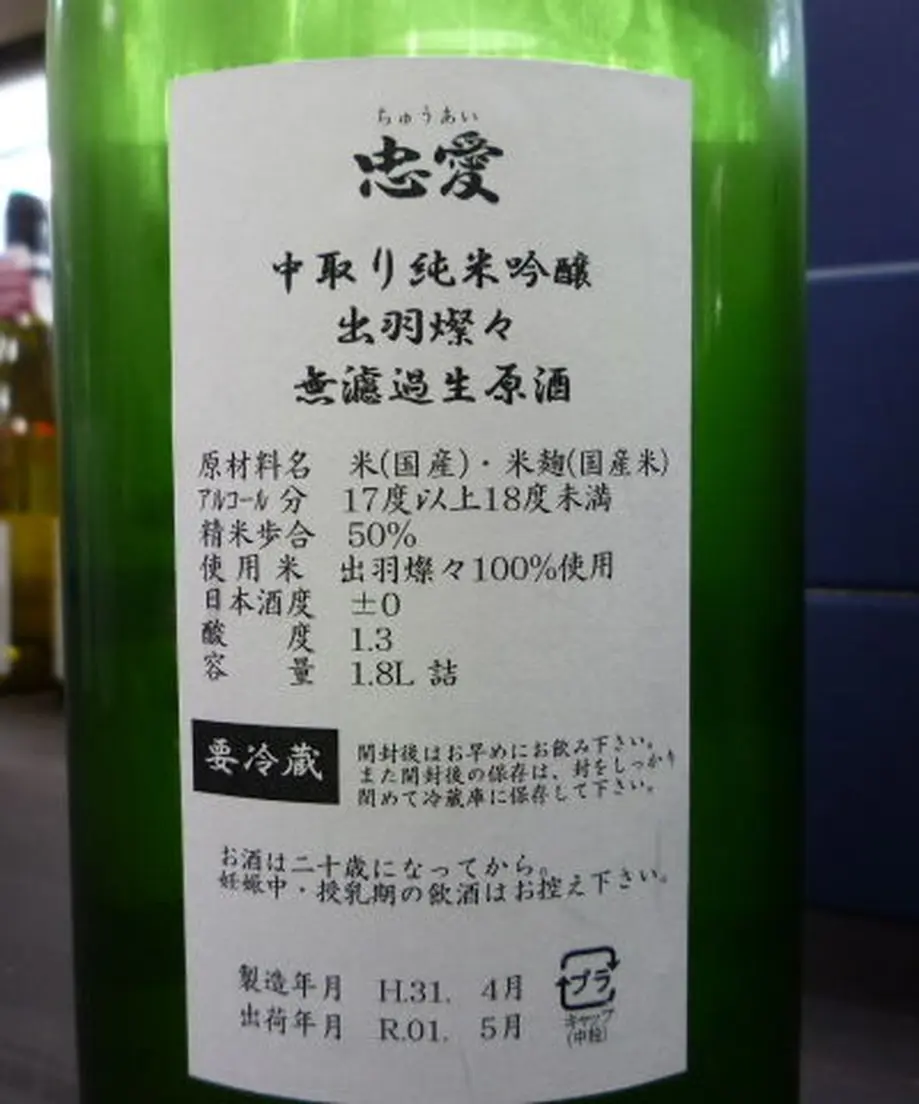 ちゅうあい
忠愛
中取り純米吟醸
出羽燦々
無濾過生原酒
原材料名 米(国産)・米麹(国産米)
アルコール分 17度以上18度未満
精米歩合 50%
使用米 出羽燦々100%使用
日本酒度 ±0
酸度 1.3
容量 1.8L 詰
要冷蔵
開封後はお早めにお飲み下さい。
また開封後の保存は、封をしっかり
閉めて冷蔵庫に保存して下さい。
お酒は二十歳になってから。
妊娠中・授乳期の飲酒はお控え下さい。
製造年月 H.31. 4月
出荷年月 R.01. 5月
プラ
キャップ
(中栓)